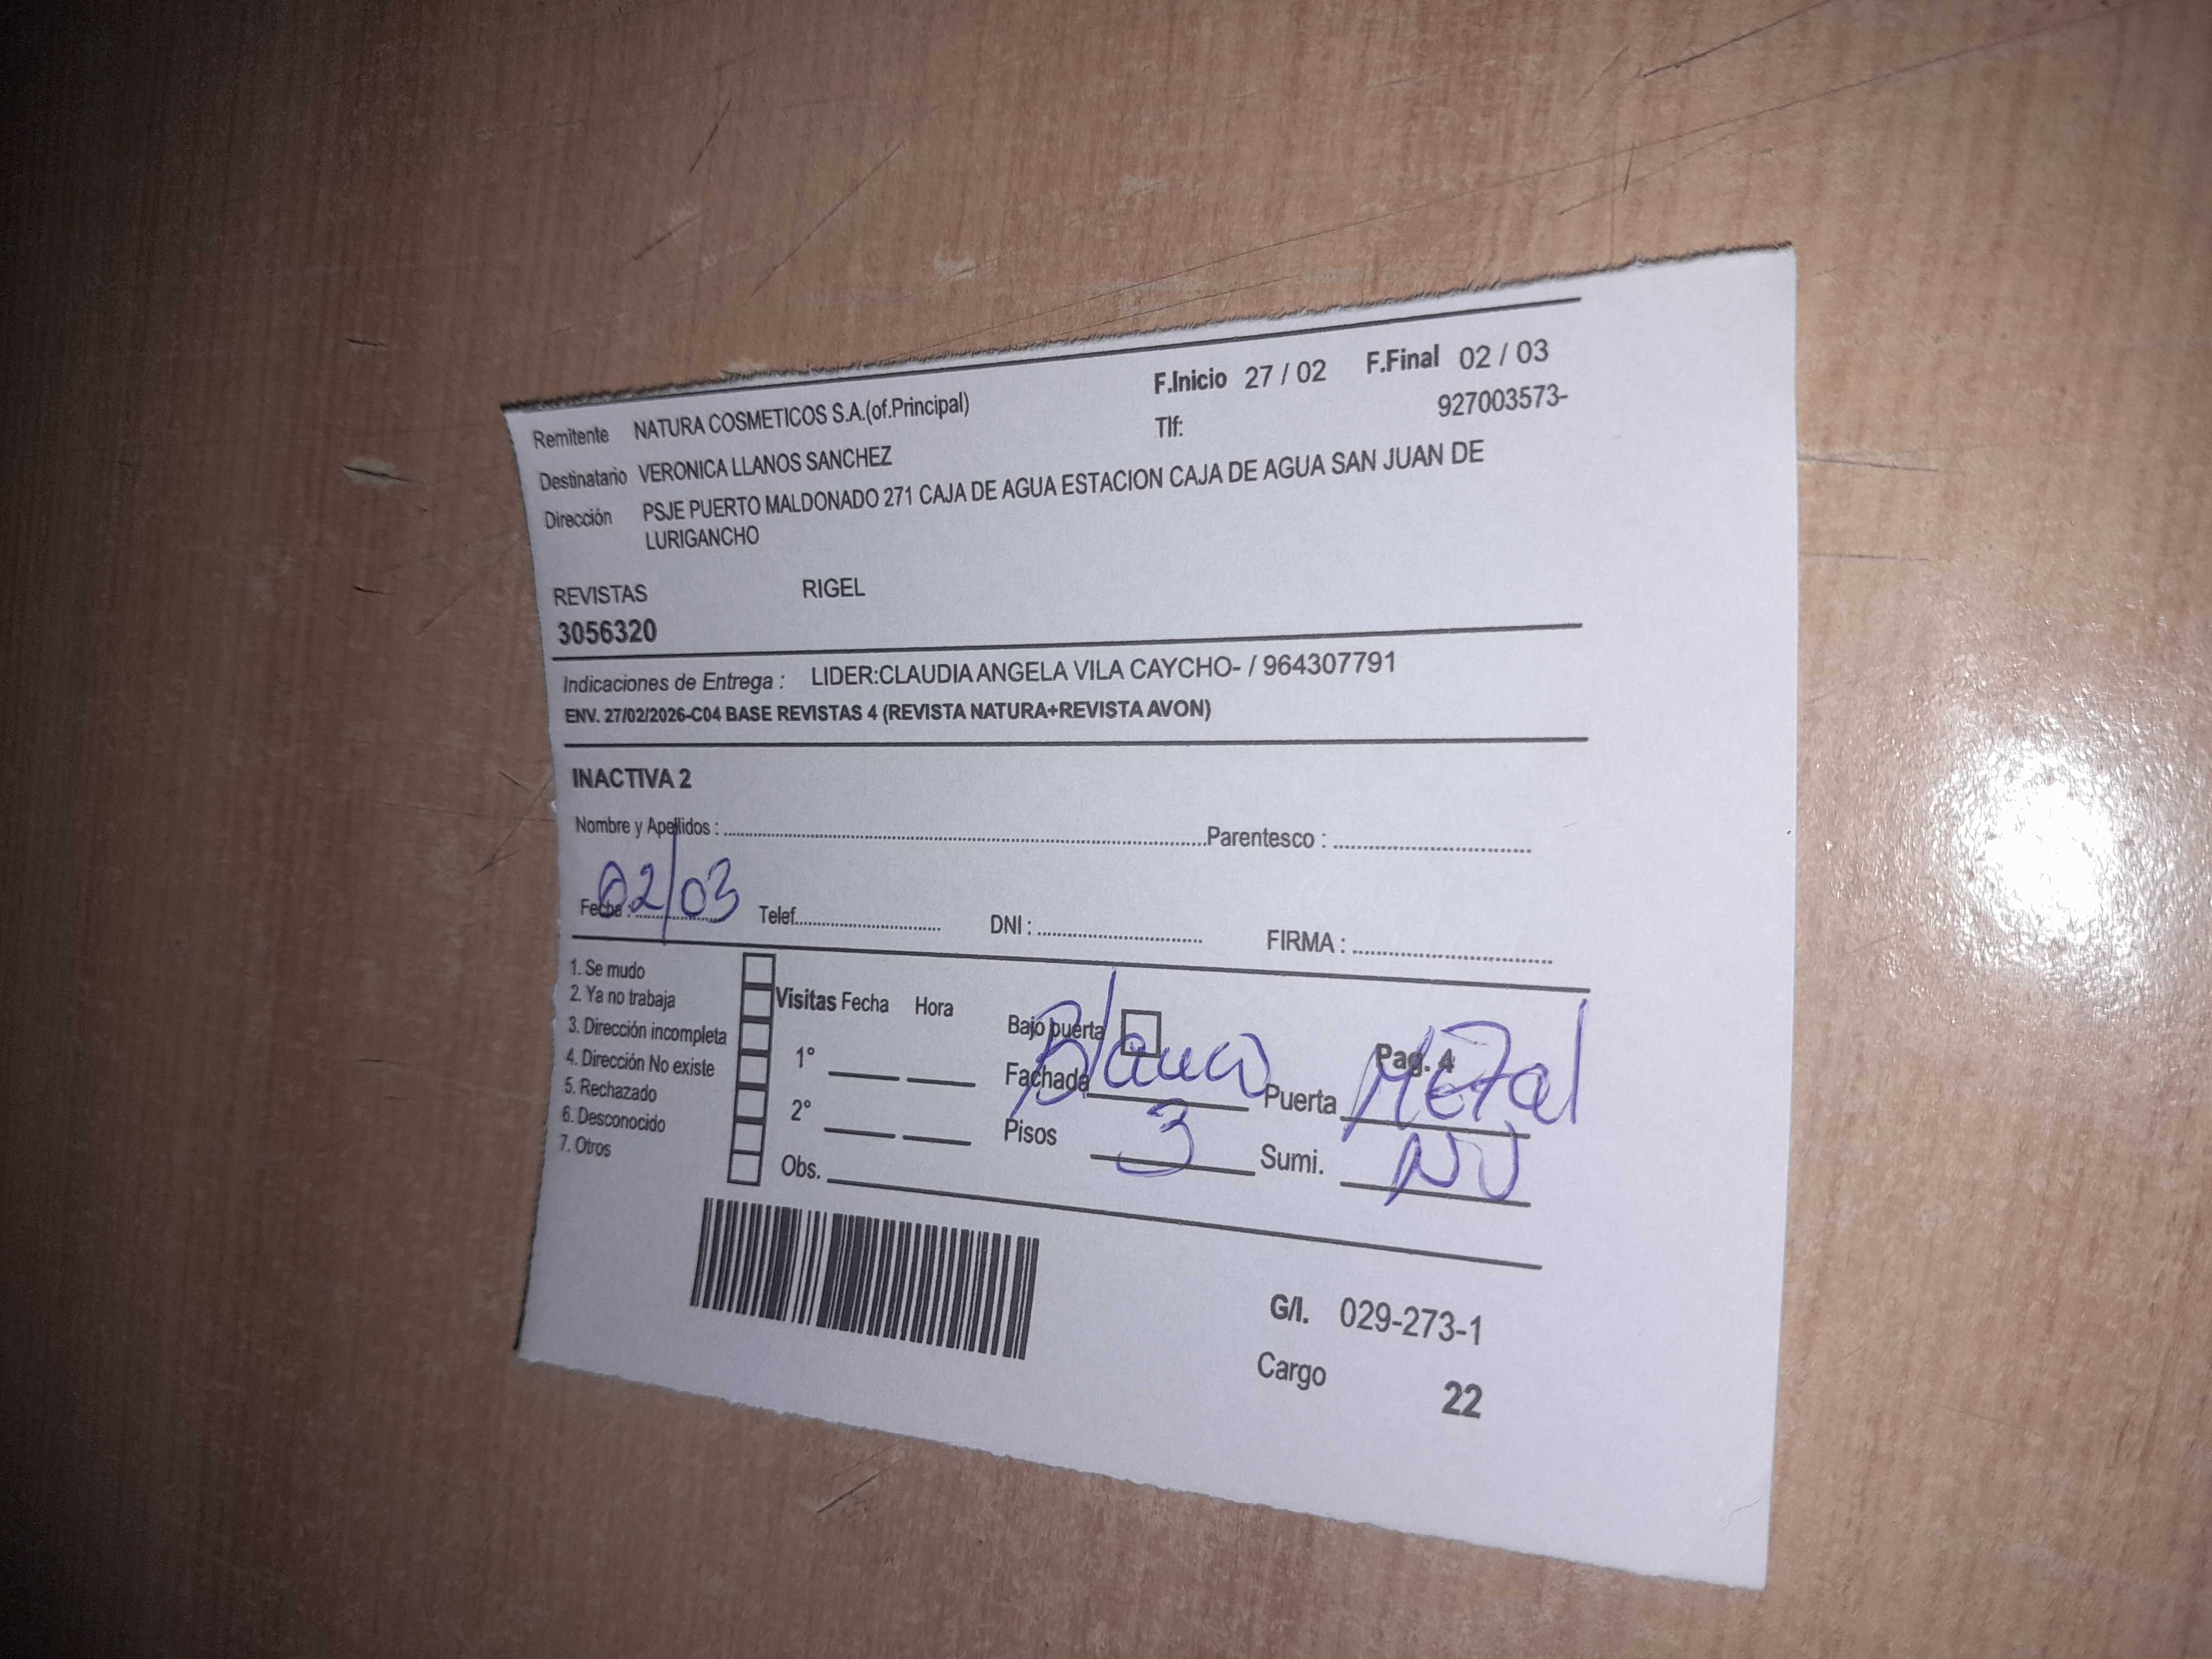 Remitente NATURA COSMETICOS S.A.(of.Principal) F.Inicio 27 / 02 F.Final 02 / 03
Destinatario VERONICA LLANOS SANCHEZ Tlf: 927003573-
Dirección PSJE PUERTO MALDONADO 271 CAJA DE AGUA ESTACION CAJA DE AGUA SAN JUAN DE
LURIGANCHO
REVISTAS RIGEL
3056320
Indicaciones de Entrega : LIDER:CLAUDIA ANGELA VILA CAYCHO- / 964307791
ENV. 27/02/2026-C04 BASE REVISTAS 4 (REVISTA NATURA+REVISTA AVON)
INACTIVA 2
Nombre y Apellidos : Parentesco :
Fecha : 02/03 Telef. DNI : FIRMA :
1. Se mudo
2. Ya no trabaja
3. Dirección incompleta
4. Dirección No existe
5. Rechazado
6. Desconocido
7. Otros
Visitas Fecha Hora
1°
2°
Obs.
Bajo puerta Pag. 4
Fachada Blanco Puerta Metal
Pisos 3 Sumi.
G/I. 029-273-1
Cargo 22